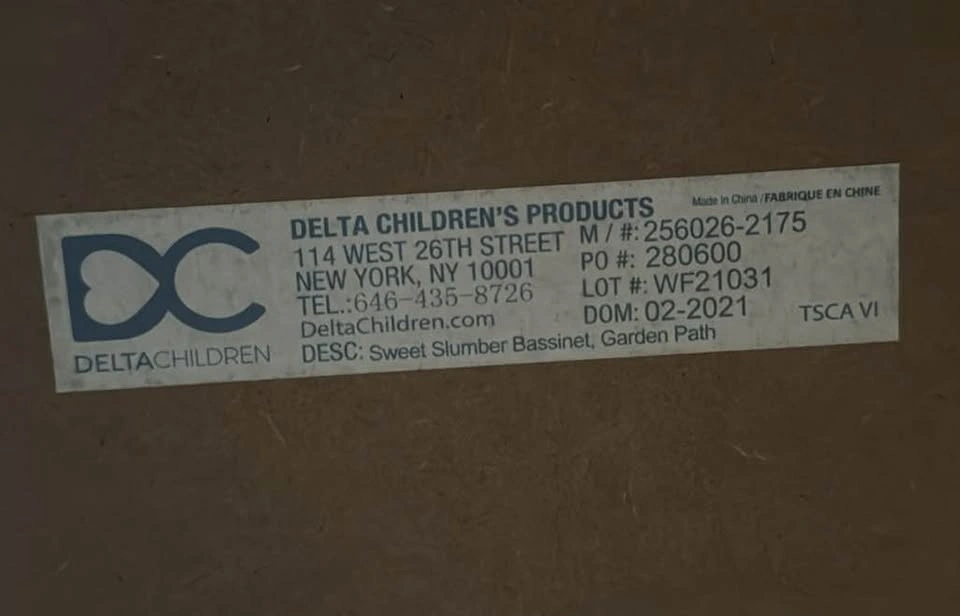 DC
DELTACHILDREN
DELTA CHILDREN'S PRODUCTS
114 WEST 26TH STREET
NEW YORK, NY 10001
TEL.:646-435-8726
DeltaChildren.com
DESC: Sweet Slumber Bassinet, Garden Path
Made In China / FABRIQUE EN CHINE
M / #: 256026-2175
PO #: 280600
LOT #: WF21031
DOM: 02-2021
TSCA VI